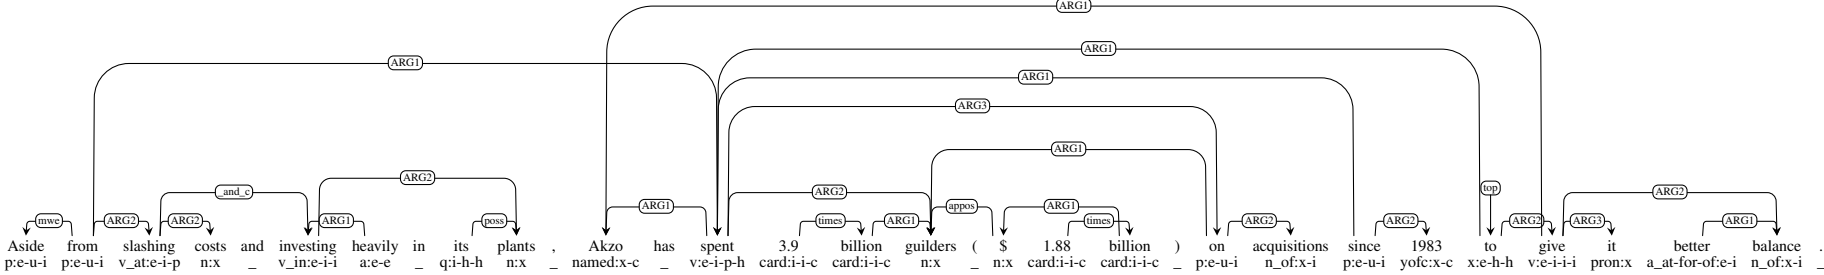 ARG1
ARG1
ARG1
ARG1
ARG3
ARG1
ARG2
top
_and_c ARG2 ARG2
ARG1 appos ARG1
mwe ARG2 ARG2 ARG1 poss times ARG1 times ARG2 ARG2 ARG2 ARG3 ARG1
Aside from slashing costs and investing heavily in its plants , Akzo has spent 3.9 billion guilders ( $ 1.88 billion ) on acquisitions since 1983 to give it better balance .
p:e-u-i p:e-u-i v_at:e-i-p n:x _ v_in:e-i-i a:e-e _ q:i-h-h n:x _ named:x-c _ v:e-i-p-h card:i-i-c card:i-i-c n:x _ n:x card:i-i-c card:i-i-c _ p:e-u-i n_of:x-i p:e-u-i yofc:x-c x:e-h-h v:e-i-i-i pron:x a_at-for-of:e-i n_of:x-i _